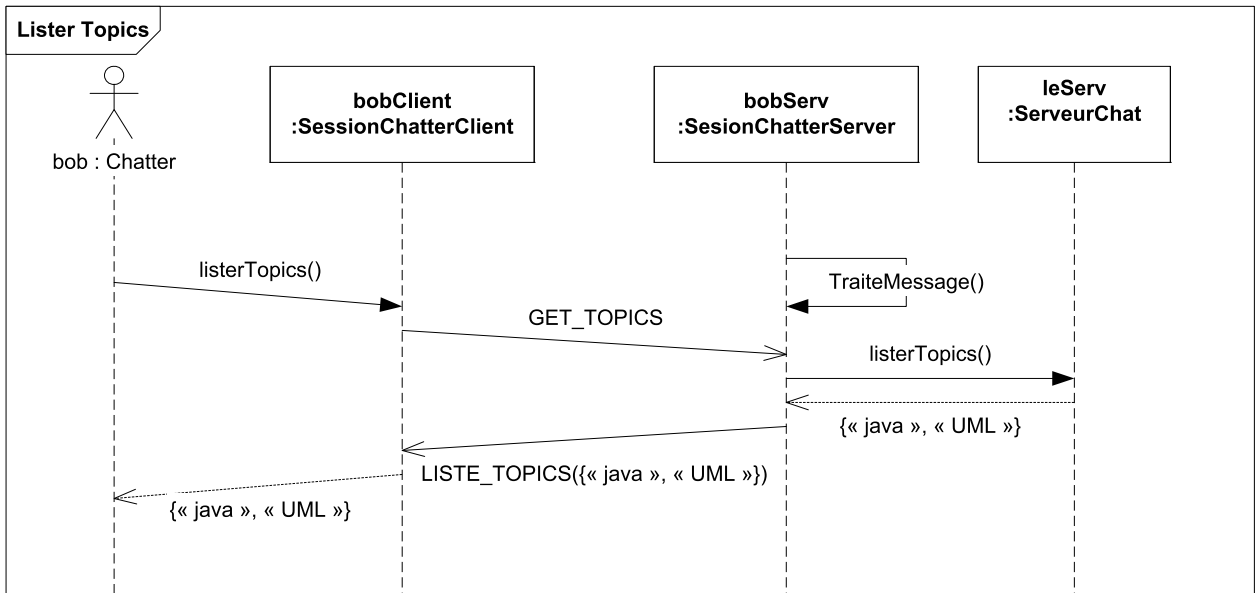 Lister Topics
bob : Chatter
bobClient
:SessionChatterClient
bobServ
:SesionChatterServer
leServ
:ServeurChat
listerTopics()
TraiteMessage()
GET_TOPICS
listerTopics()
{« java », « UML »}
LISTE_TOPICS({« java », « UML »})
{« java », « UML »}